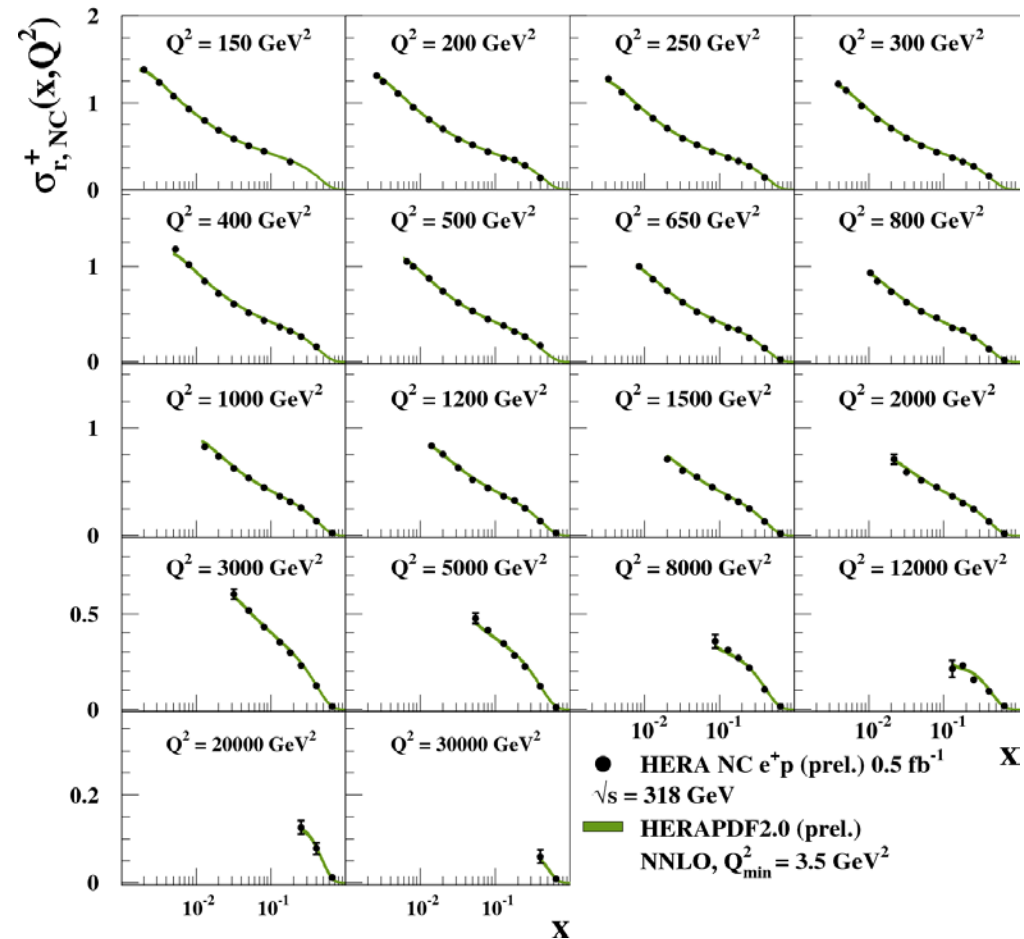 σ⁺r, NC(x,Q²)
2
Q² = 150 GeV² Q² = 200 GeV² Q² = 250 GeV² Q² = 300 GeV²
1
0
Q² = 400 GeV² Q² = 500 GeV² Q² = 650 GeV² Q² = 800 GeV²
1
0
Q² = 1000 GeV² Q² = 1200 GeV² Q² = 1500 GeV² Q² = 2000 GeV²
1
0
Q² = 3000 GeV² Q² = 5000 GeV² Q² = 8000 GeV² Q² = 12000 GeV²
0.5
0
10⁻² 10⁻¹ 10⁻² 10⁻¹
x
Q² = 20000 GeV² Q² = 30000 GeV²
HERA NC e⁺p (prel.) 0.5 fb⁻¹
√s = 318 GeV
0.2
HERAPDF2.0 (prel.)
NNLO, Q²min = 3.5 GeV²
0
10⁻² 10⁻¹ 10⁻² 10⁻¹
x